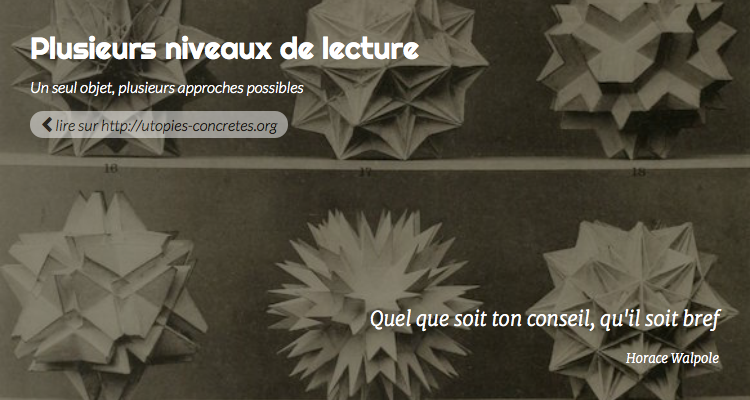 Plusieurs niveaux de lecture
Un seul objet, plusieurs approches possibles
lire sur http://utopies-concretes.org
16
17.
18
Quel que soit ton conseil, qu'il soit bref
Horace Walpole